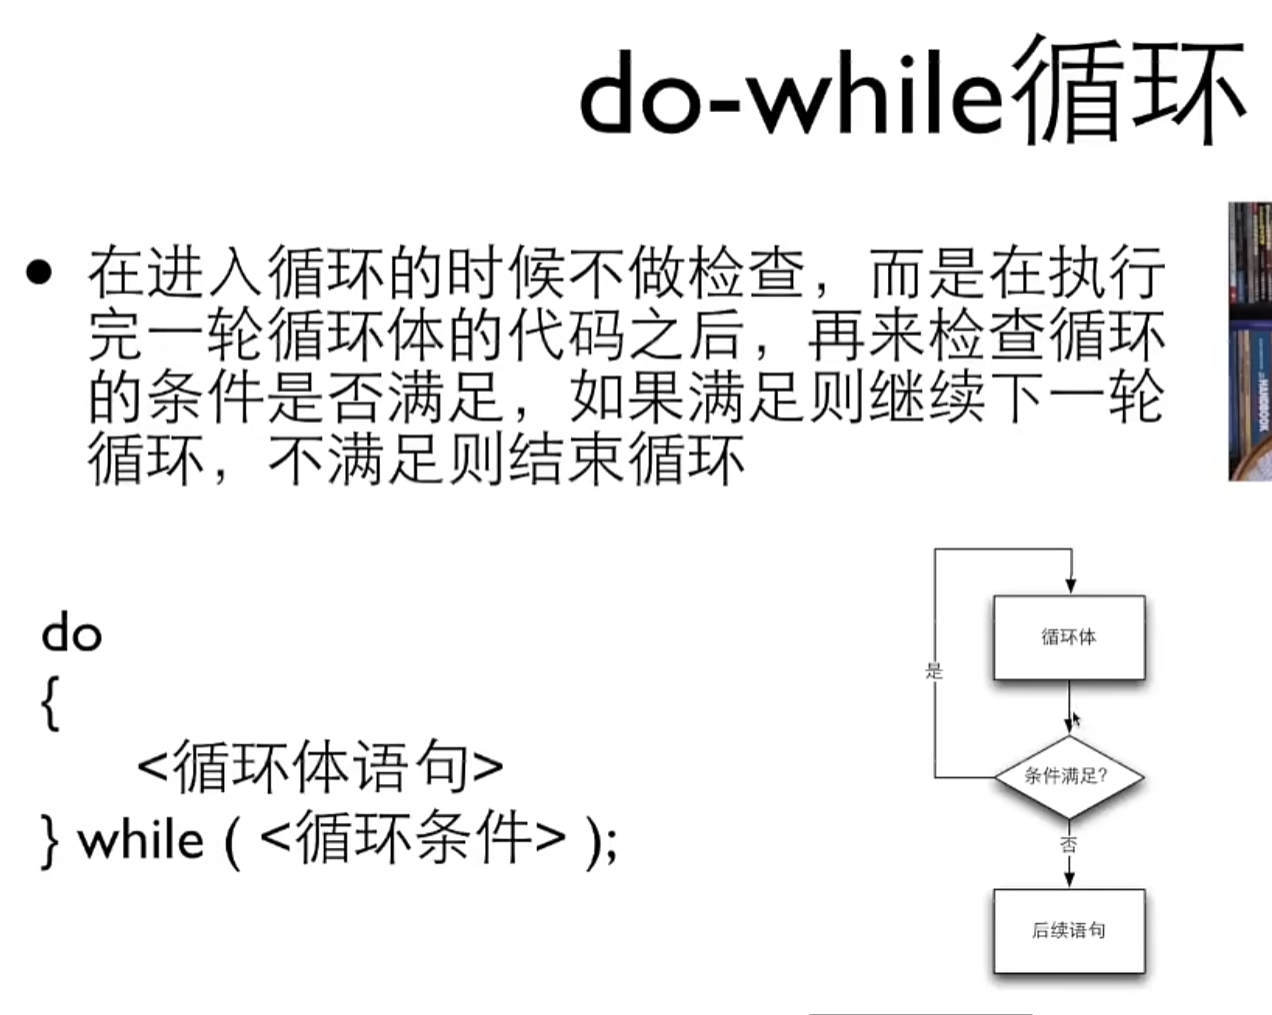 do-while循环
在进入循环的时候不做检查，而是在执行
完一轮循环体的代码之后，再来检查循环
的条件是否满足，如果满足则继续下一轮
循环，不满足则结束循环
do
{
<循环体语句>
} while ( <循环条件> );
循环体
是
条件满足?
否
后续语句
HANDBOOK